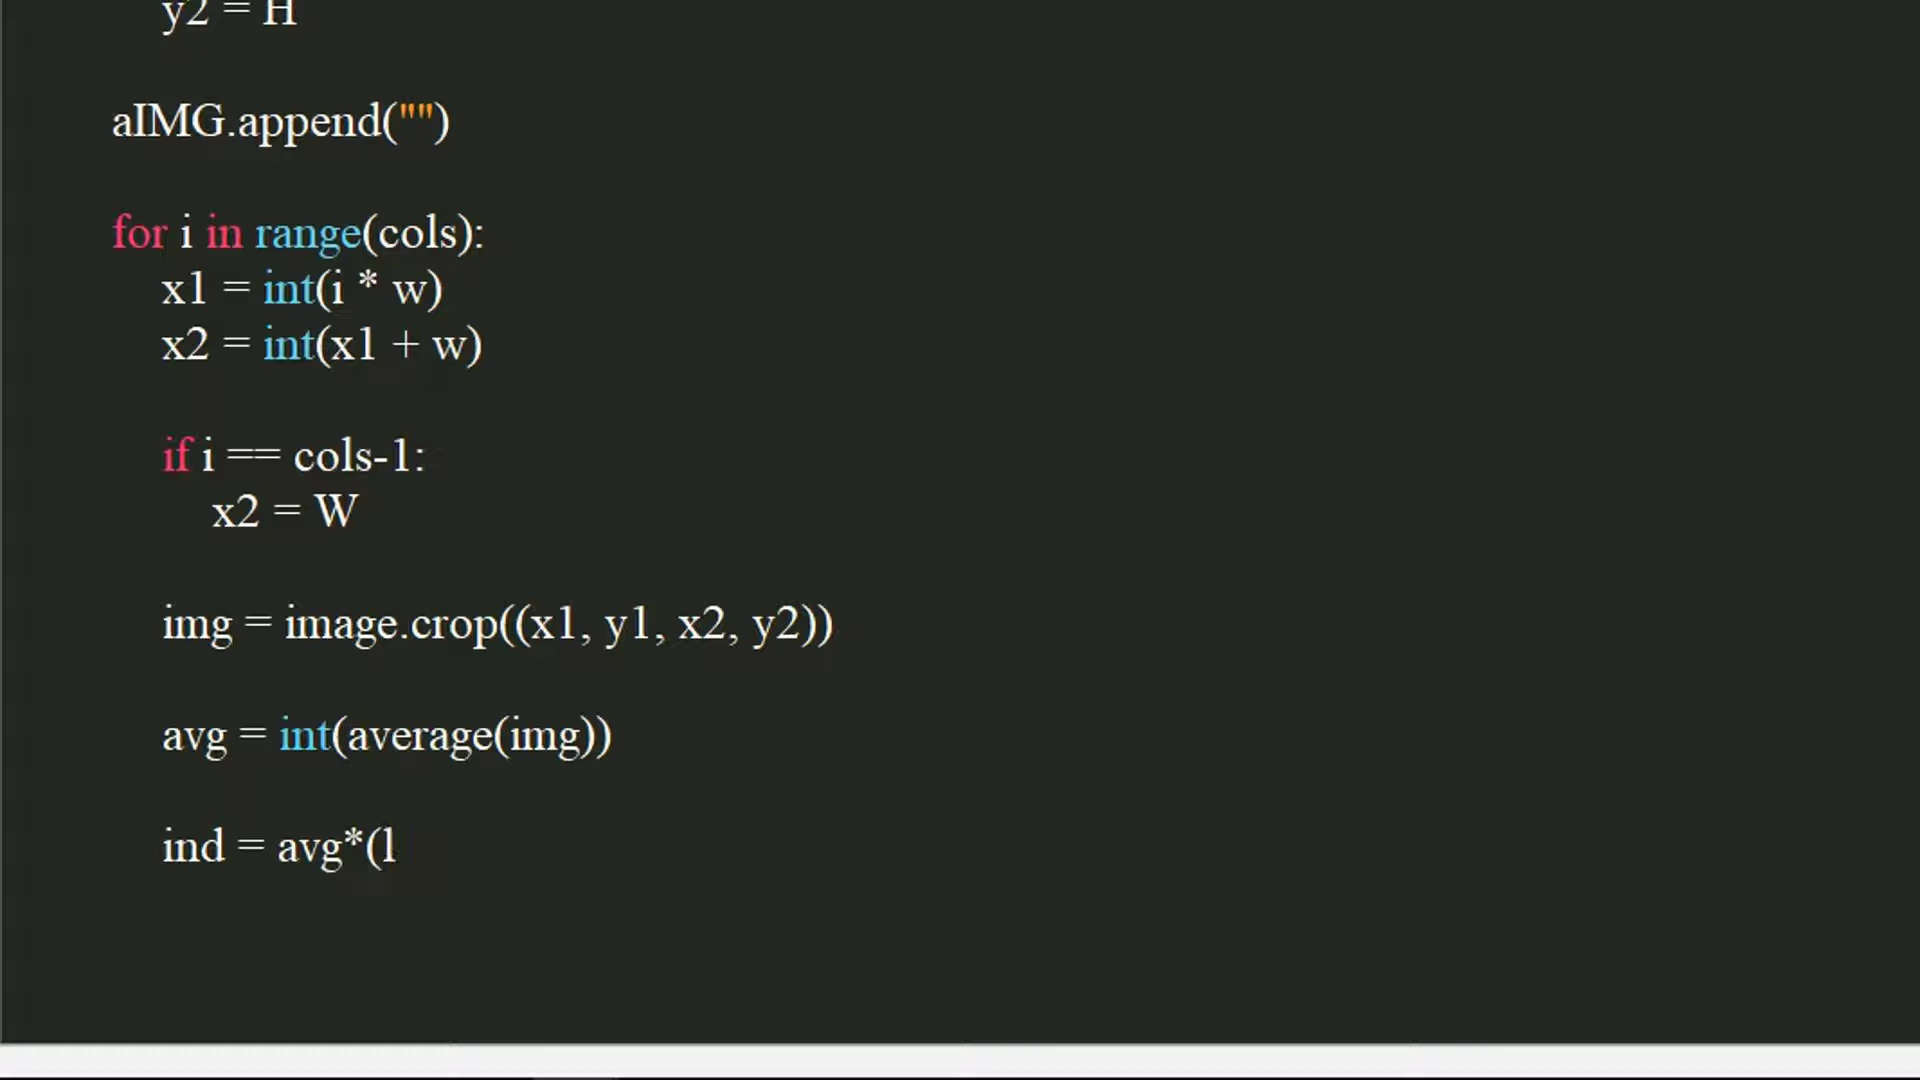 y2 = H
aIMG.append("")
for i in range(cols):
x1 = int(i * w)
x2 = int(x1 + w)
if i == cols-1:
x2 = W
img = image.crop((x1, y1, x2, y2))
avg = int(average(img))
ind = avg*(l